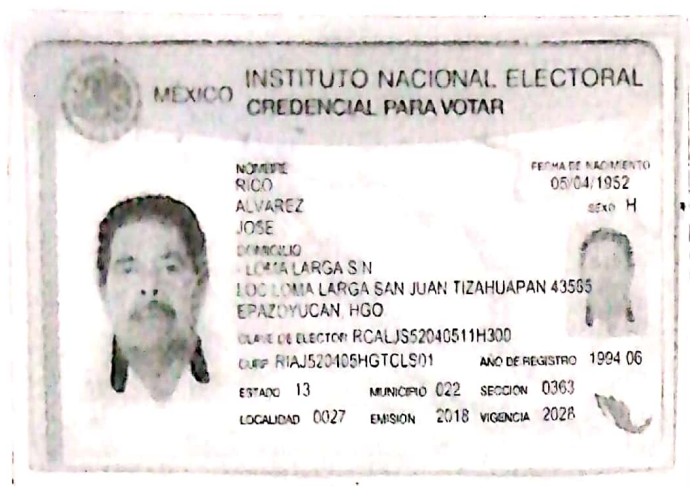 MÉXICO INSTITUTO NACIONAL ELECTORAL
CREDENCIAL PARA VOTAR
NOMBRE
RICO
ALVAREZ
JOSE
FECHA DE NACIMIENTO
05/04/1952
SEXO H
DOMICILIO
LOMA LARGA S/N
LOC LOMA LARGA SAN JUAN TIZAHUAPAN 43565
EPAZOYUCAN, HGO
CLAVE DE ELECTOR RCALJS52040511H300
CURP RIAJ520405HGTCLS01 AÑO DE REGISTRO 1994 06
ESTADO 13 MUNICIPIO 022 SECCION 0363
LOCALIDAD 0027 EMISION 2018 VIGENCIA 2028